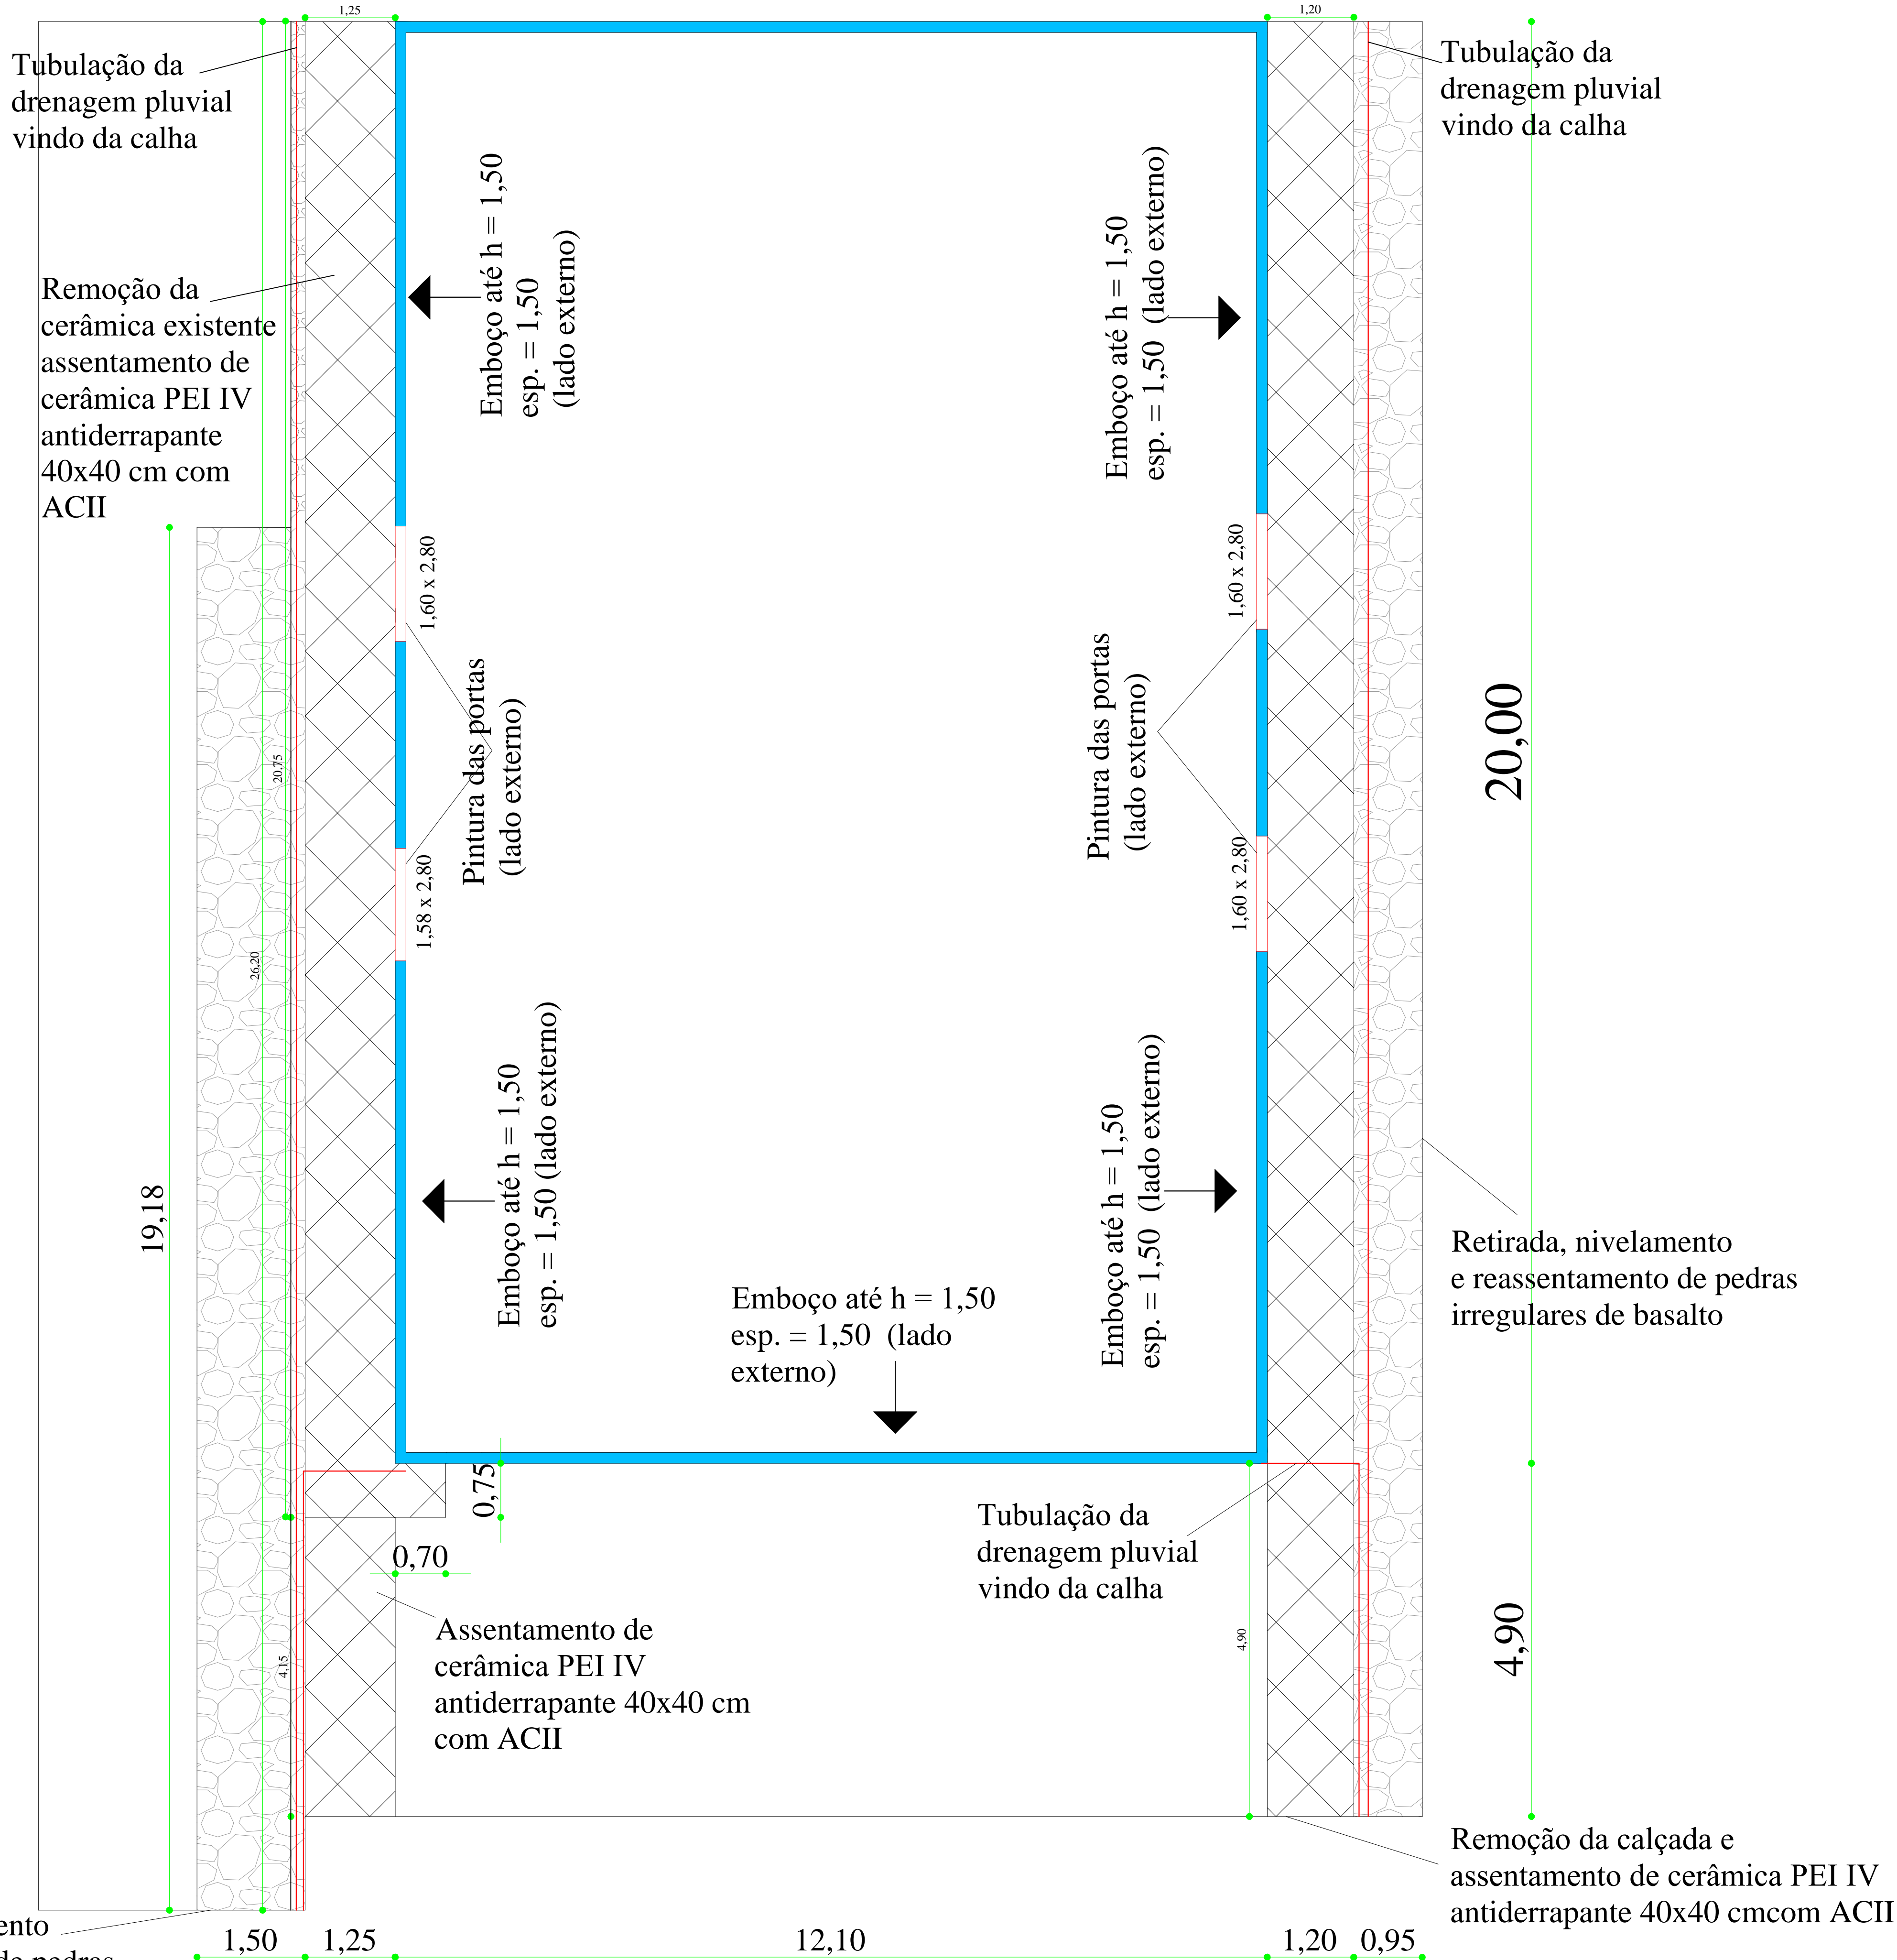 1,25
1,20
Tubulação da
drenagem pluvial
vindo da calha
Tubulação da
drenagem pluvial
vindo da calha
Remoção da
cerâmica existente
assentamento de
cerâmica PEI IV
antiderrapante
40x40 cm com
ACII
Emboço até h = 1,50
esp. = 1,50
(lado externo)
Emboço até h = 1,50
esp. = 1,50 (lado externo)
1,60 x 2,80
1,60 x 2,80
Pintura das portas
(lado externo)
Pintura das portas
(lado externo)
20,00
20,75
1,58 x 2,80
1,60 x 2,80
26,20
19,18
Emboço até h = 1,50
esp. = 1,50 (lado externo)
Emboço até h = 1,50
esp. = 1,50 (lado externo)
Retirada, nivelamento
e reassentamento de pedras
irregulares de basalto
Emboço até h = 1,50
esp. = 1,50 (lado
externo)
0,75
0,70
Tubulação da
drenagem pluvial
vindo da calha
Assentamento de
cerâmica PEI IV
antiderrapante 40x40 cm
com ACII
4,15
4,90
4,90
Remoção da calçada e
assentamento de cerâmica PEI IV
antiderrapante 40x40 cmcom ACII
1,50
1,25
12,10
1,20
0,95